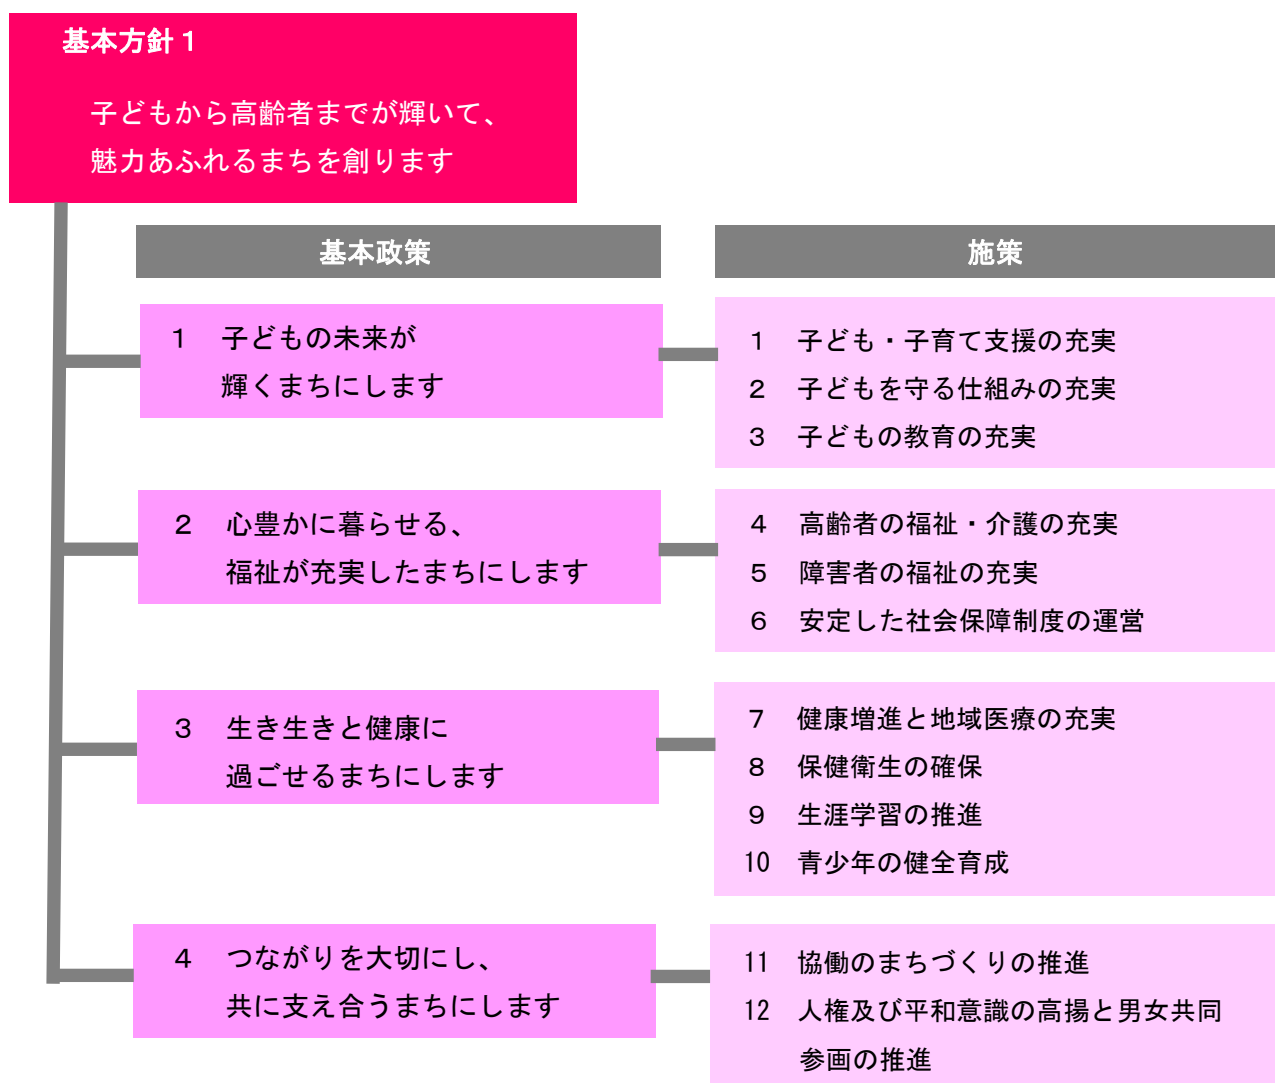 基本方針１
子どもから高齢者までが輝いて、
魅力あふれるまちを創ります
基本政策
施策
１ 子どもの未来が
輝くまちにします
１ 子ども・子育て支援の充実
２ 子どもを守る仕組みの充実
３ 子どもの教育の充実
２ 心豊かに暮らせる、
福祉が充実したまちにします
４ 高齢者の福祉・介護の充実
５ 障害者の福祉の充実
６ 安定した社会保障制度の運営
３ 生き生きと健康に
過ごせるまちにします
７ 健康増進と地域医療の充実
８ 保健衛生の確保
９ 生涯学習の推進
10 青少年の健全育成
４ つながりを大切にし、
共に支え合うまちにします
11 協働のまちづくりの推進
12 人権及び平和意識の高揚と男女共同
参画の推進